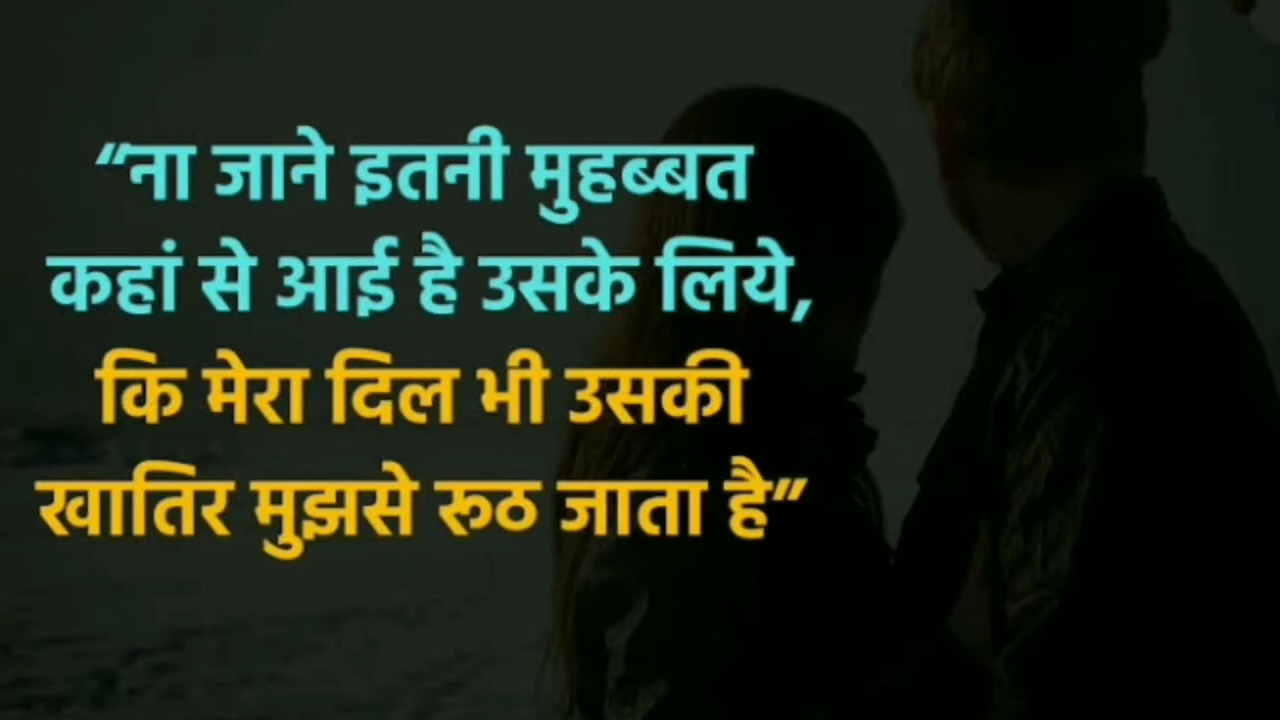 “ना जाने इतनी मुहब्बत
कहां से आई है उसके लिये,
कि मेरा दिल भी उसकी
खातिर मुझसे रूठ जाता है”